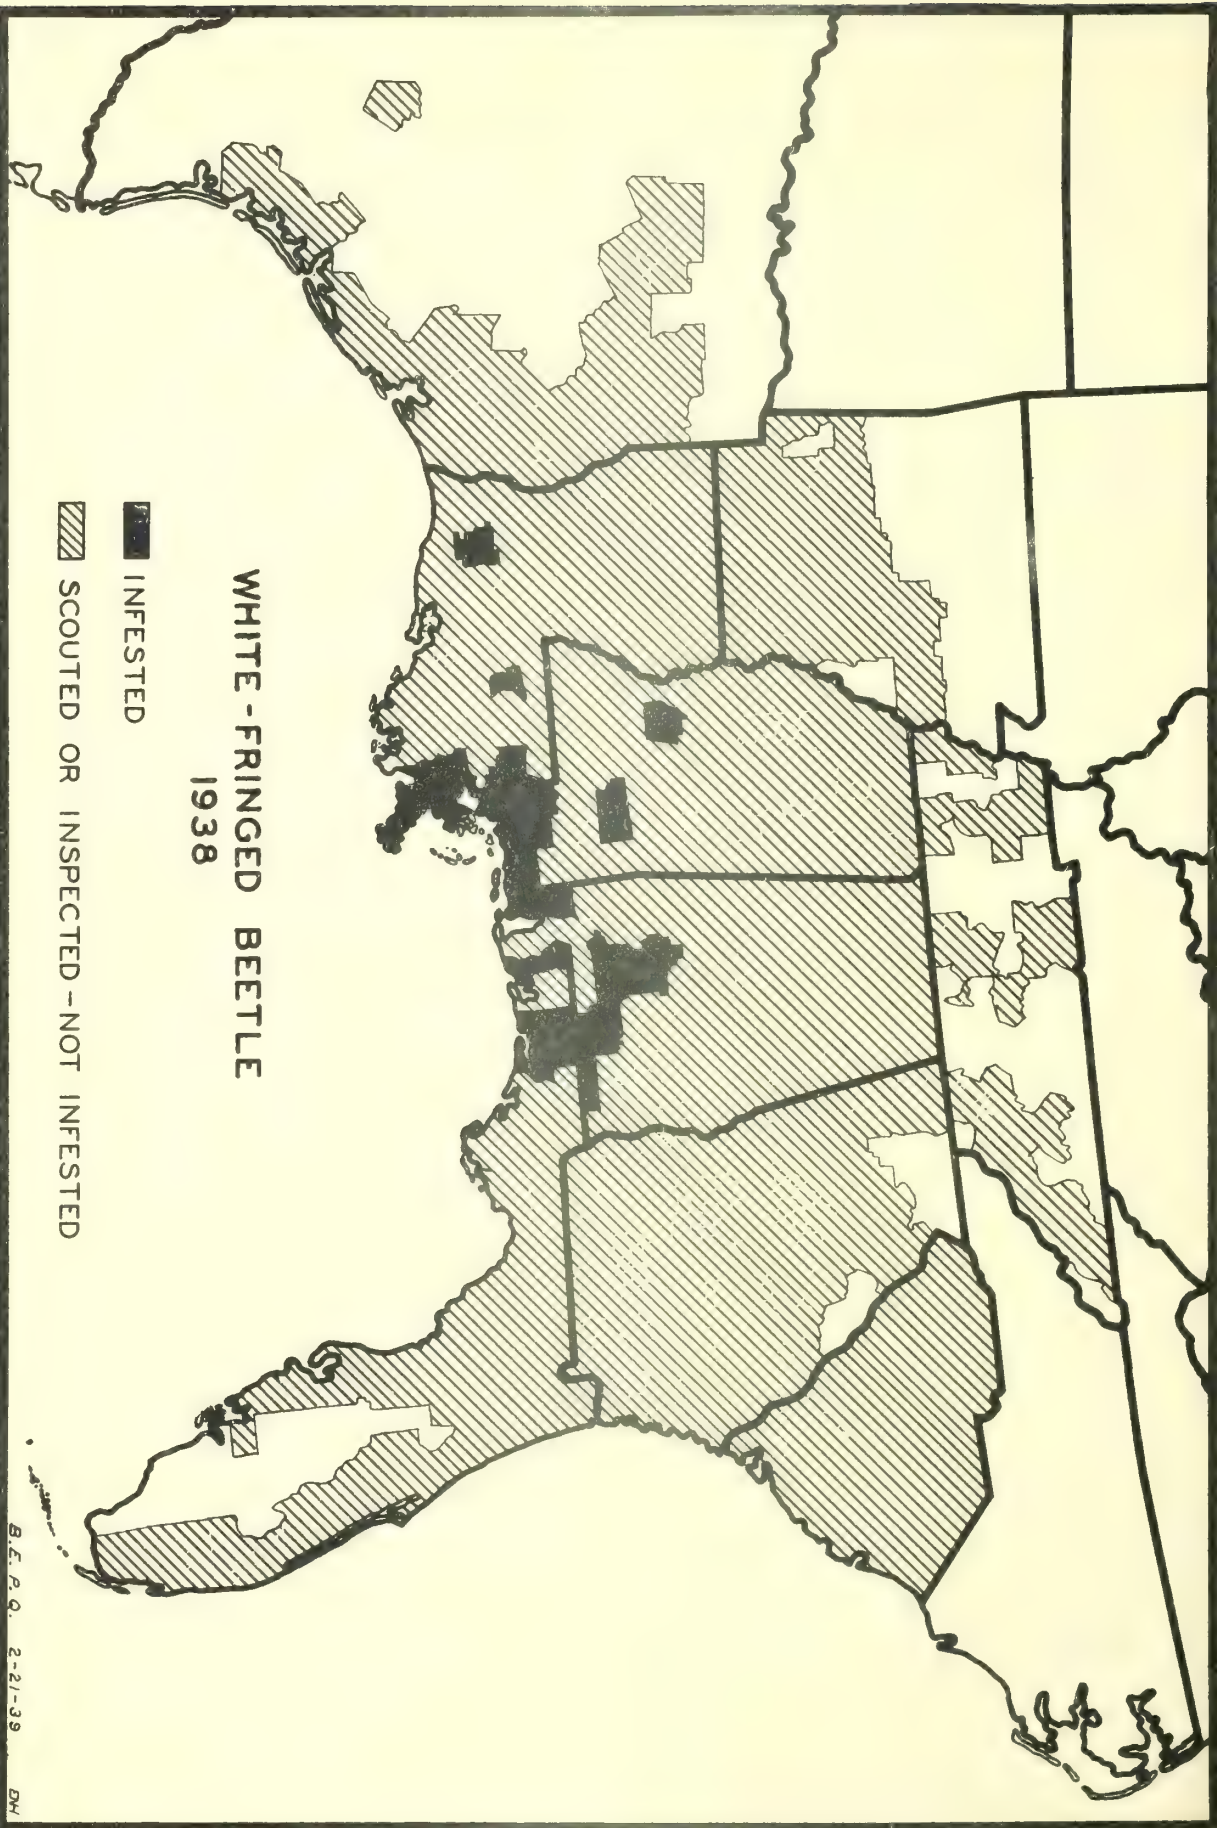 WHITE-FRINGED BEETLE
1938
INFESTED
SCOUTED OR INSPECTED - NOT INFESTED
B.E.P.Q. 2-21-39 DH